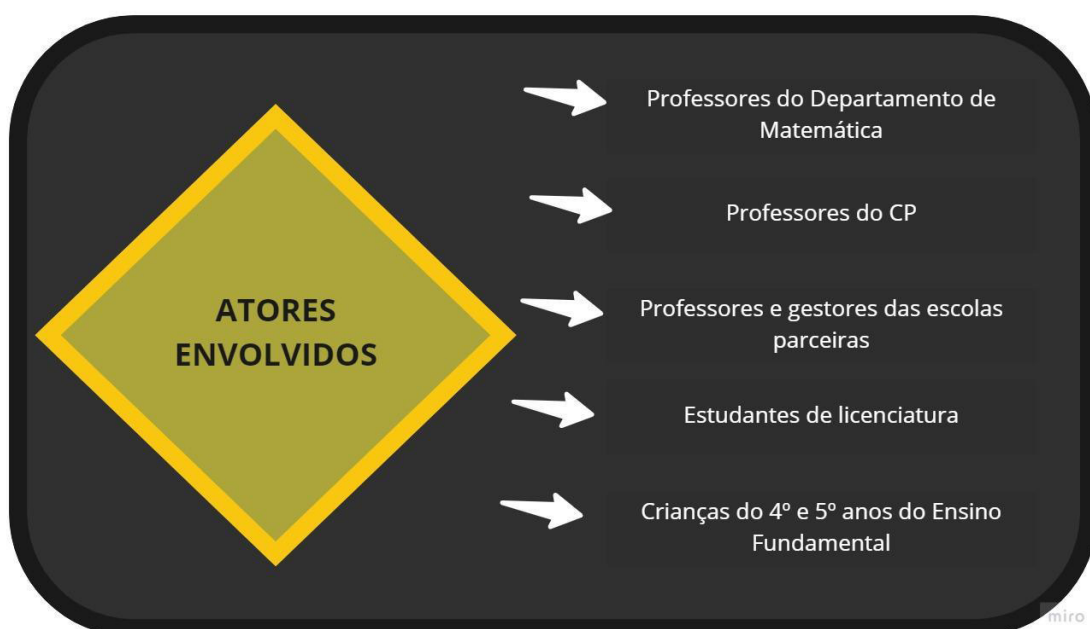 ATORES
ENVOLVIDOS
Professores do Departamento de
Matemática
Professores do CP
Professores e gestores das escolas
parceiras
Estudantes de licenciatura
Crianças do 4º e 5º anos do Ensino
Fundamental
miro